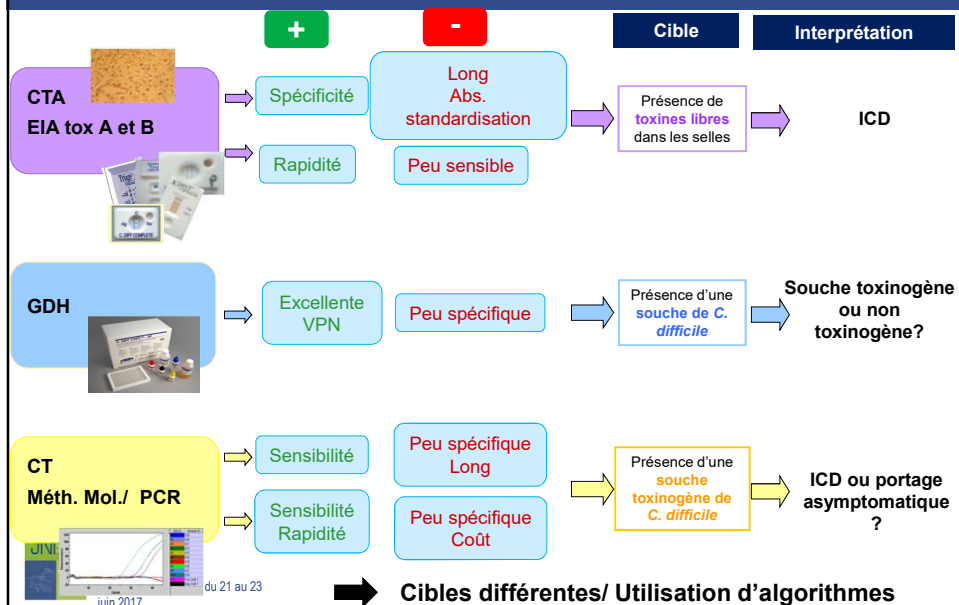 +
-
Cible
Interprétation
CTA
EIA tox A et B
Spécificité
Long
Abs.
standardisation
Rapidité
Peu sensible
Présence de
toxines libres
dans les selles
ICD
C. DIFF COMPLETE
GDH
Excellente
VPN
Peu spécifique
Présence d'une
souche de C.
difficile
Souche toxinogène
ou non
toxinogène?
CT
Méth. Mol./ PCR
Sensibilité
Peu spécifique
Long
Sensibilité
Rapidité
Peu spécifique
Coût
Présence d'une
souche
toxinogène de
C. difficile
ICD ou portage
asymptomatique
?
JNI
du 21 au 23
juin 2017
Cibles différentes/ Utilisation d'algorithmes